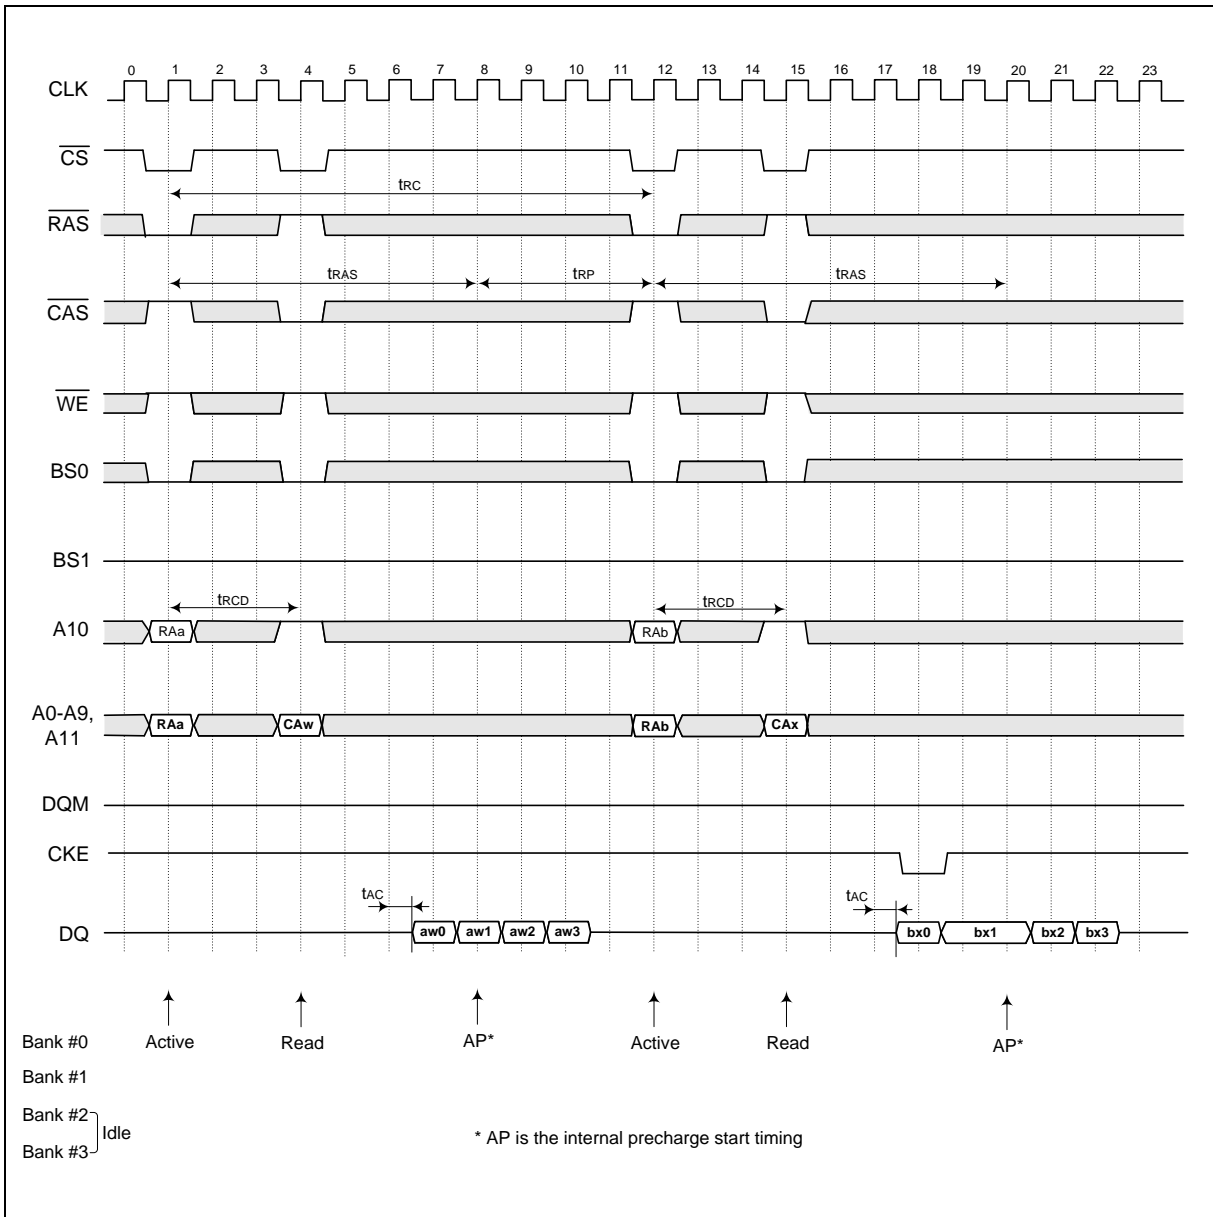 0 1 2 3 4 5 6 7 8 9 10 11 12 13 14 15 16 17 18 19 20 21 22 23
CLK
CS
tRC
RAS
tRAS tRP tRAS
CAS
WE
BS0
BS1
tRCD tRCD
A10 RAa RAb
A0-A9,
A11
RAa CAw RAb CAx
DQM
CKE
tAC tAC
DQ aw0 aw1 aw2 aw3 bx0 bx1 bx2 bx3
Bank #0 Active Read AP* Active Read AP*
Bank #1
Bank #2
Idle
Bank #3
* AP is the internal precharge start timing